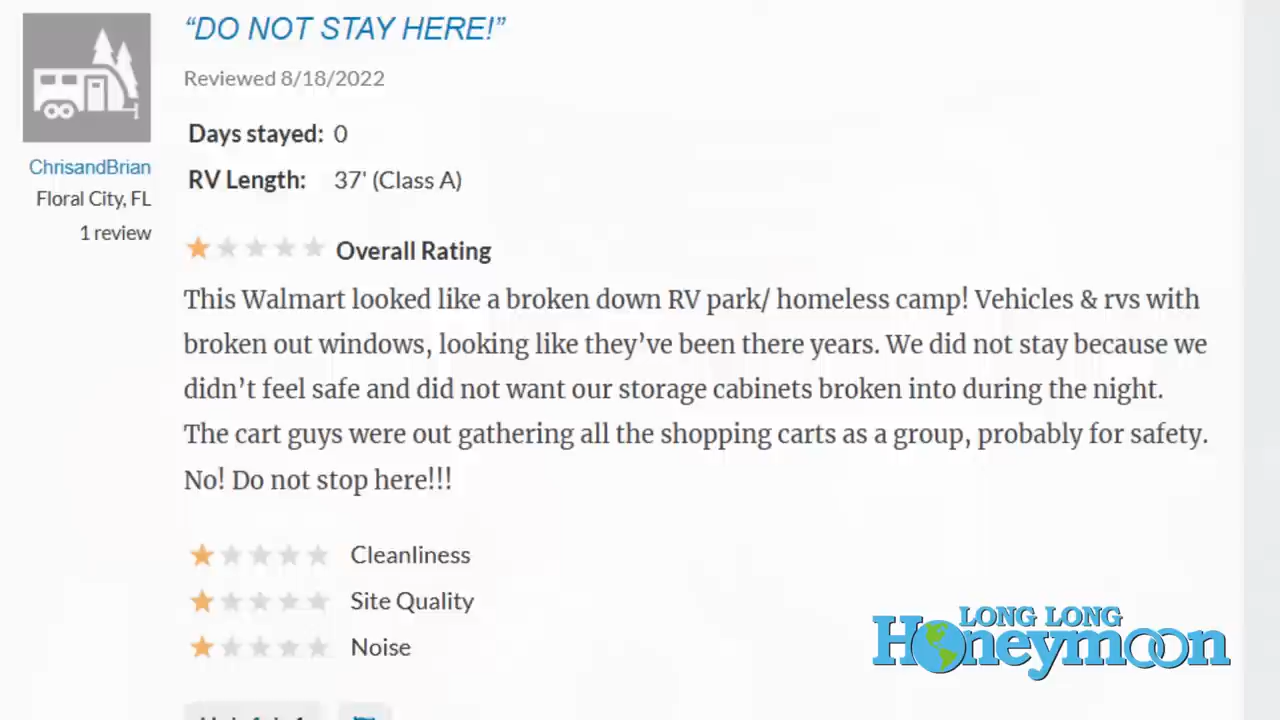 “DO NOT STAY HERE!”
Reviewed 8/18/2022
Days stayed: 0
RV Length: 37' (Class A)
ChrisandBrian
Floral City, FL
1 review
Overall Rating
This Walmart looked like a broken down RV park/ homeless camp! Vehicles & rvs with
broken out windows, looking like they’ve been there years. We did not stay because we
didn’t feel safe and did not want our storage cabinets broken into during the night.
The cart guys were out gathering all the shopping carts as a group, probably for safety.
No! Do not stop here!!!
Cleanliness
Site Quality
Noise
LONG LONG
Honeymoon